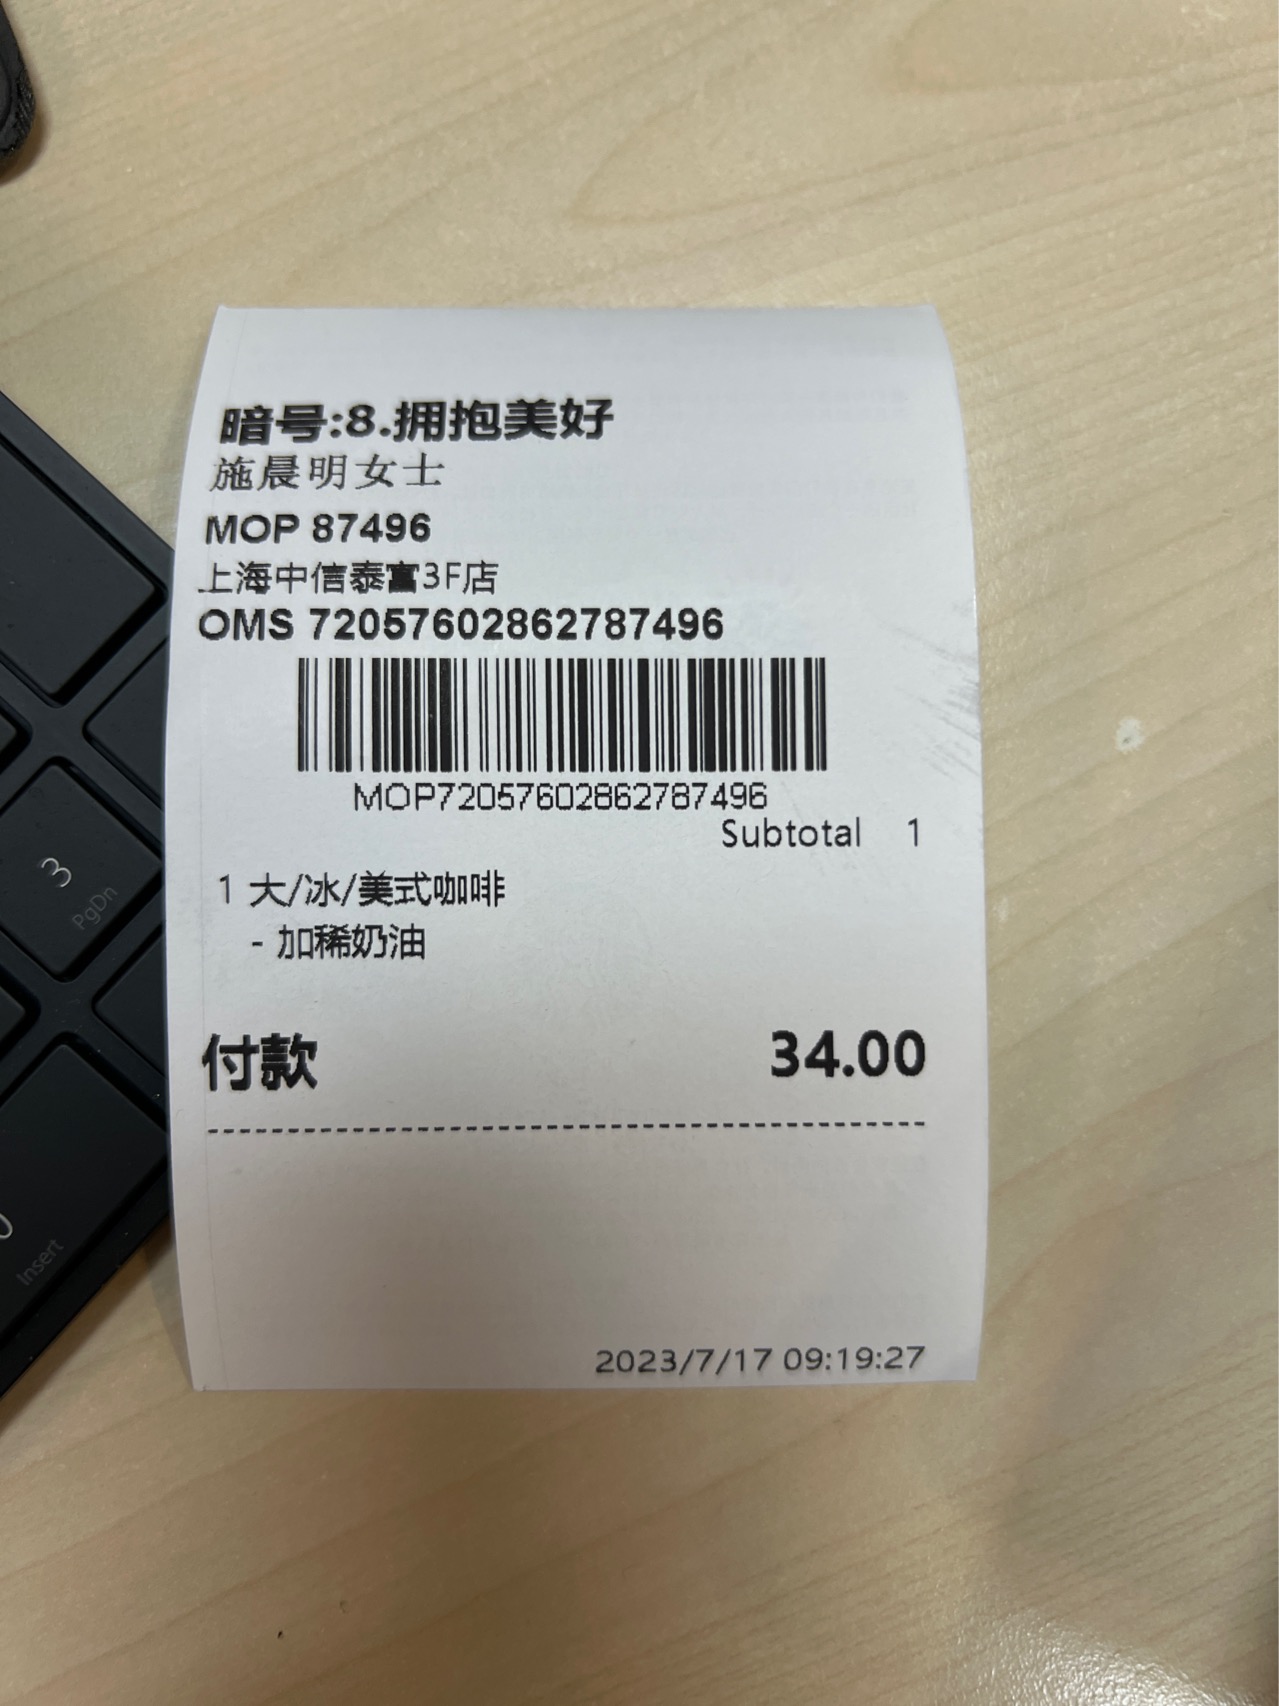 暗号:8.拥抱美好
施晨明女士
MOP 87496
上海中信泰富3F店
OMS 72057602862787496
MOP72057602862787496
Subtotal 1
1 大/冰/美式咖啡
- 加稀奶油
付款 34.00
2023/7/17 09:19:27
3
PgDn
0
Insert